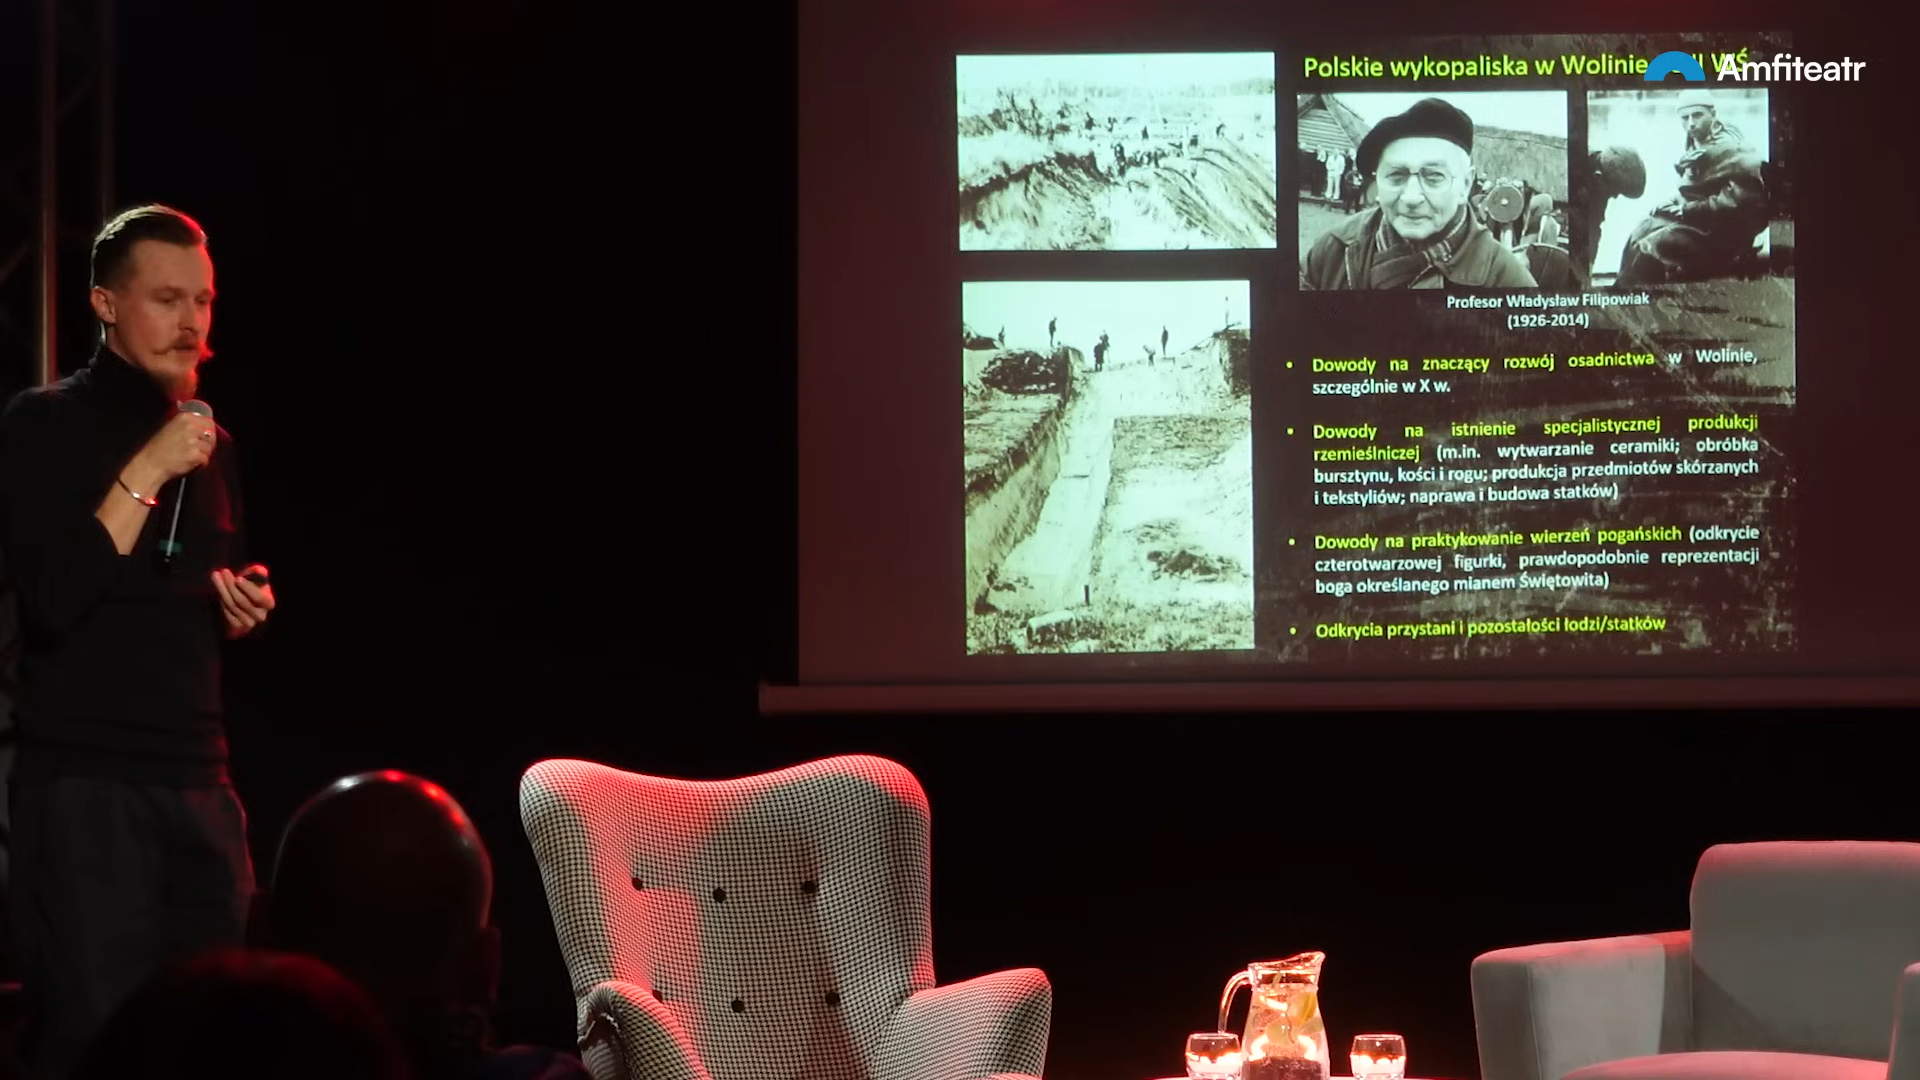 Polskie wykopaliska w Wolinie
Amfiteatr
Profesor Władysław Filipowiak
(1926-2014)
• Dowody na znaczący rozwój osadnictwa w Wolinie,
szczególnie w X w.
• Dowody na istnienie specjalistycznej produkcji
rzemieślniczej (m.in. wytwarzanie ceramiki; obróbka
bursztynu, kości i rogu; produkcja przedmiotów skórzanych
i tekstyliów; naprawa i budowa statków)
• Dowody na praktykowanie wierzeń pogańskich (odkrycie
czterotwarzowej figurki, prawdopodobnie reprezentacji
boga określanego mianem Świętowita)
• Odkrycia przystani i pozostałości łodzi/statków